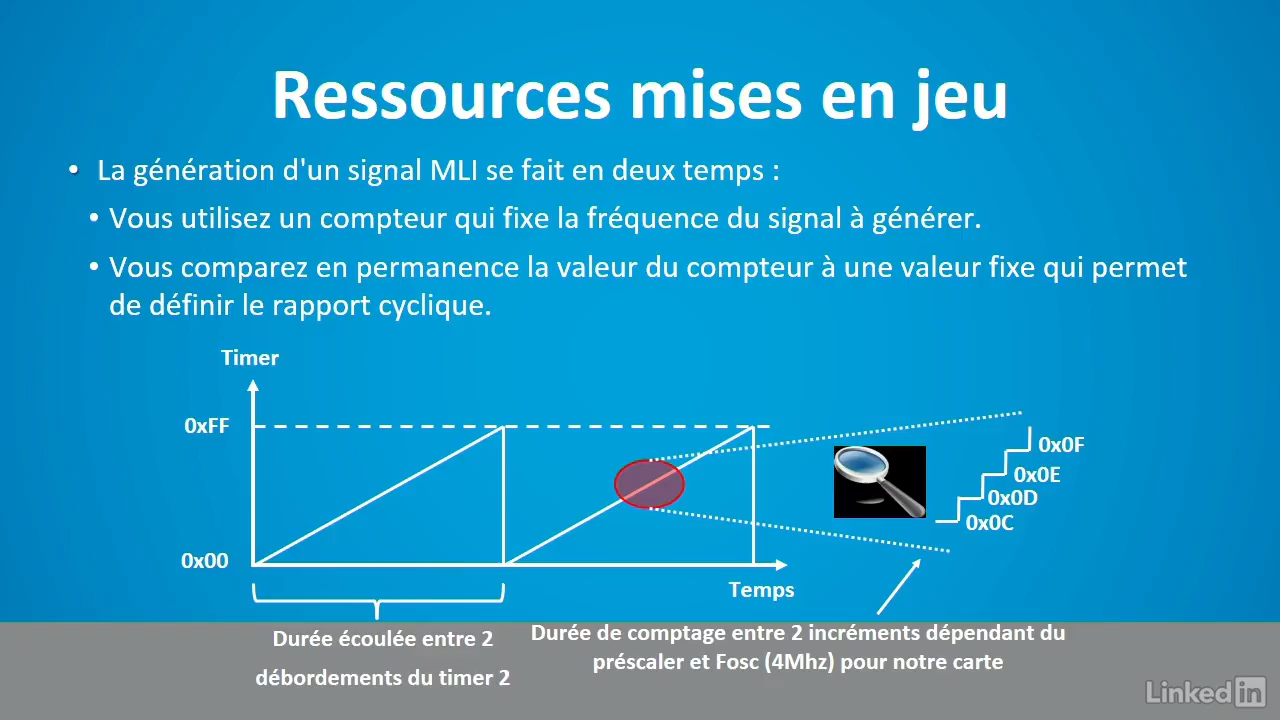 Ressources mises en jeu
• La génération d'un signal MLI se fait en deux temps :
• Vous utilisez un compteur qui fixe la fréquence du signal à générer.
• Vous comparez en permanence la valeur du compteur à une valeur fixe qui permet
de définir le rapport cyclique.
Timer
0xFF
0x0F
0x0E
0x0D
0x0C
0x00
Temps
Durée écoulée entre 2
débordements du timer 2
Durée de comptage entre 2 incréments dépendant du
préscaler et Fosc (4Mhz) pour notre carte
LinkedIn